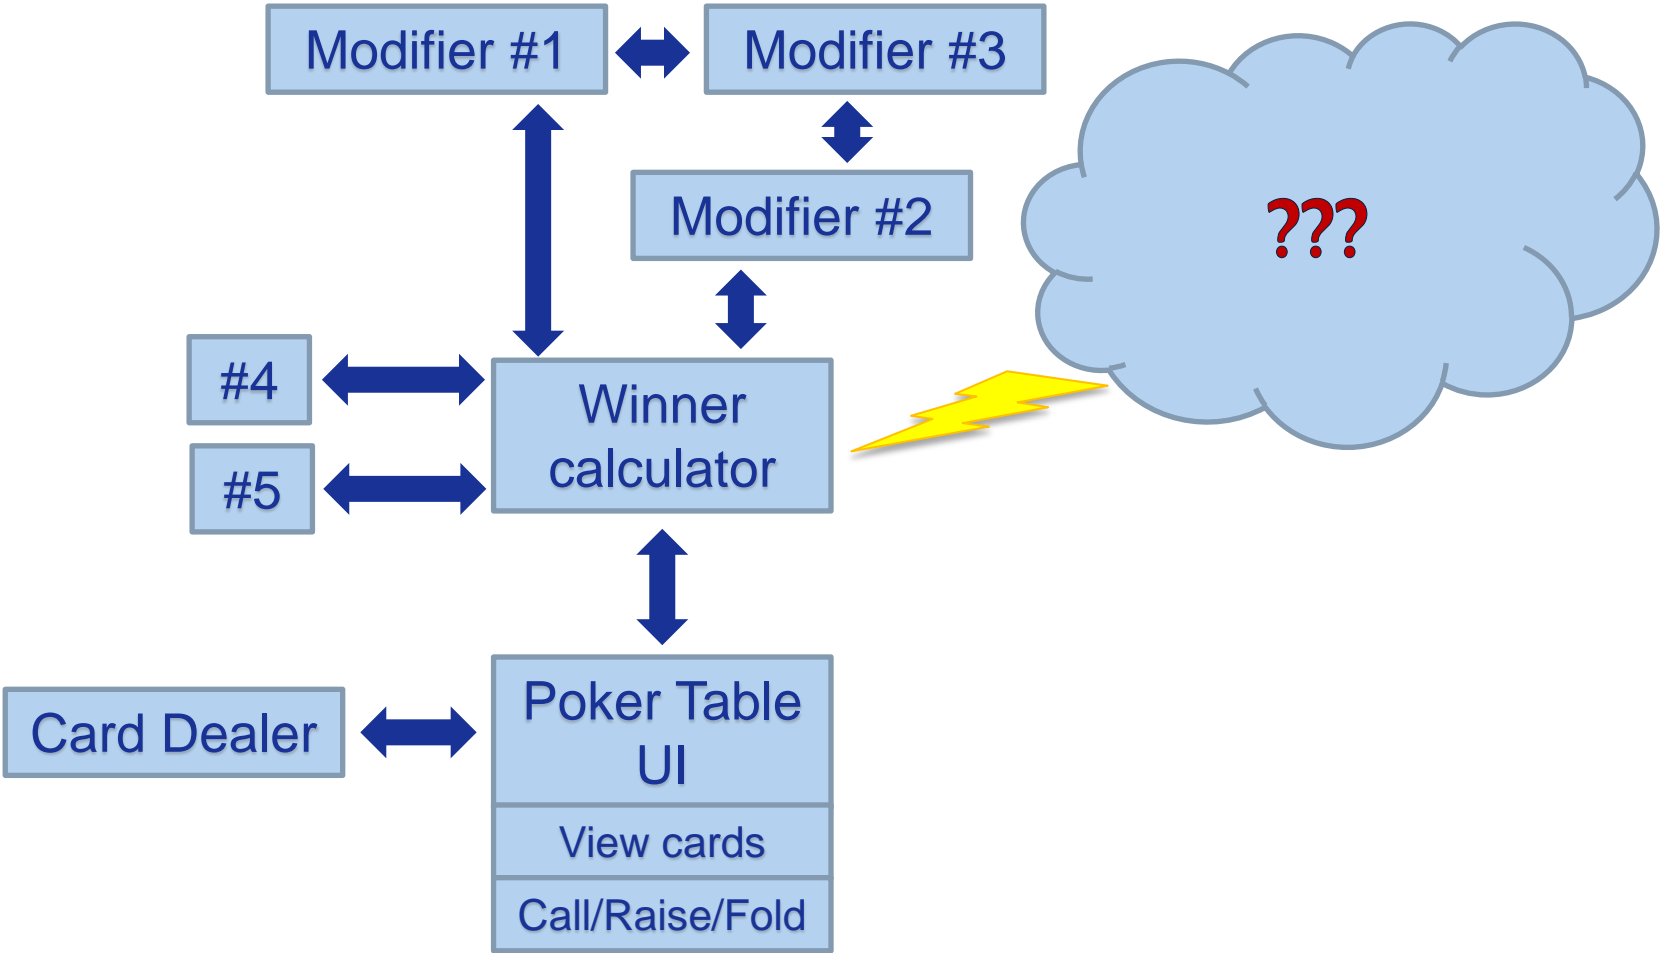 Modifier #1
Modifier #3
Modifier #2
???
#4
Winner
calculator
#5
Card Dealer
Poker Table
UI
View cards
Call/Raise/Fold